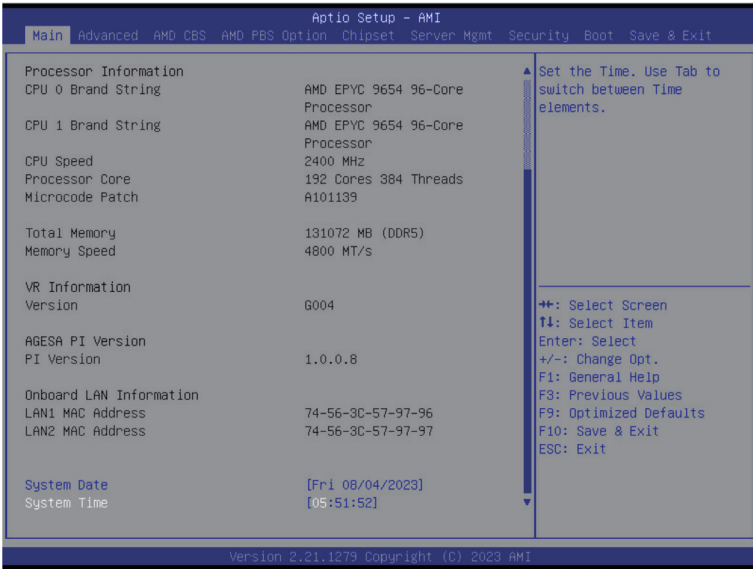 Aptio Setup – AMI
Main Advanced AMD CBS AMD PBS Option Chipset Server Mgmt Security Boot Save & Exit
Processor Information
CPU 0 Brand String AMD EPYC 9654 96-Core
Processor
CPU 1 Brand String AMD EPYC 9654 96-Core
Processor
CPU Speed 2400 MHz
Processor Core 192 Cores 384 Threads
Microcode Patch A101139
Total Memory 131072 MB (DDR5)
Memory Speed 4800 MT/s
VR Information
Version G004
AGESA PI Version
PI Version 1.0.0.8
Onboard LAN Information
LAN1 MAC Address 74-56-3C-57-97-96
LAN2 MAC Address 74-56-3C-57-97-97
System Date [Fri 08/04/2023]
System Time [05:51:52]
Set the Time. Use Tab to
switch between Time
elements.
→←: Select Screen
↑↓: Select Item
Enter: Select
+/-: Change Opt.
F1: General Help
F3: Previous Values
F9: Optimized Defaults
F10: Save & Exit
ESC: Exit
Version 2.21.1279 Copyright (C) 2023 AMI